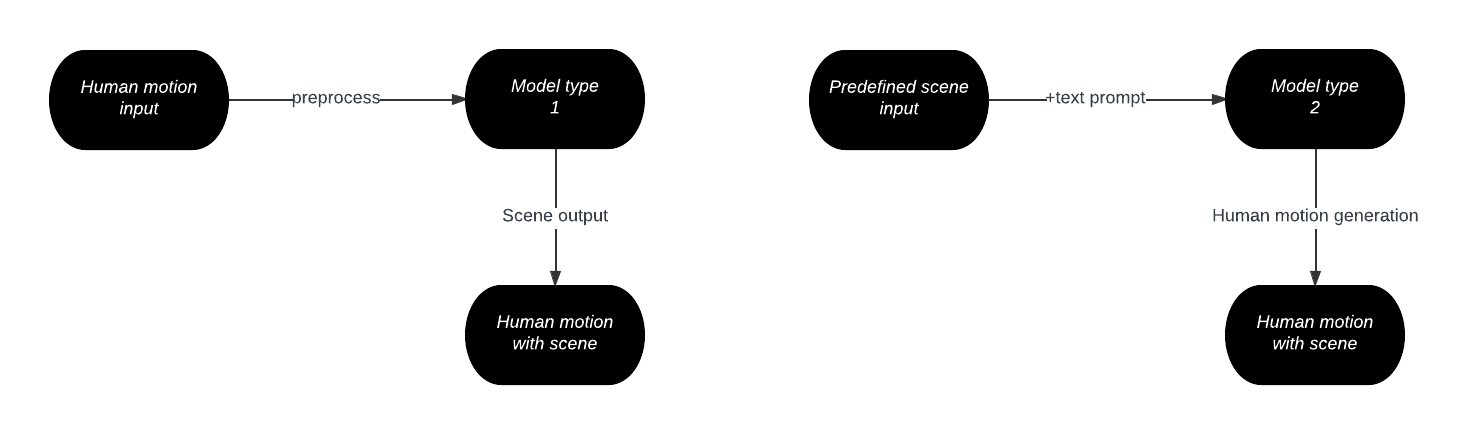 Human motion
input
preprocess
Model type
1
Scene output
Human motion
with scene
Predefined scene
input
+text prompt
Model type
2
Human motion generation
Human motion
with scene